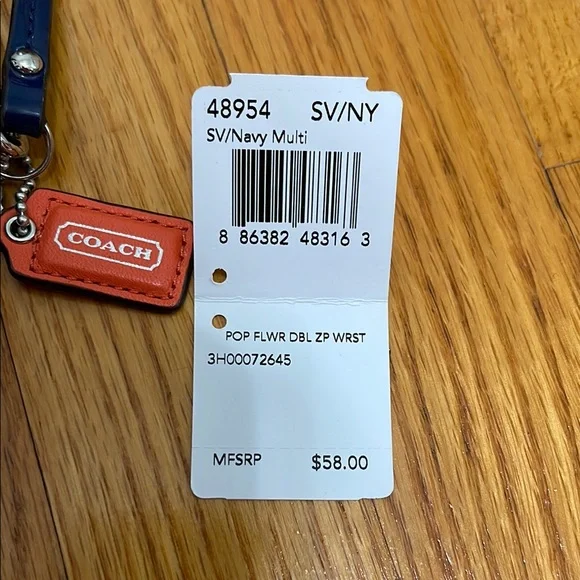 48954 SV/NY
SV/Navy Multi
8 86382 48316 3
COACH
POP FLWR DBL ZP WRST
3H00072645
MFSRP $58.00